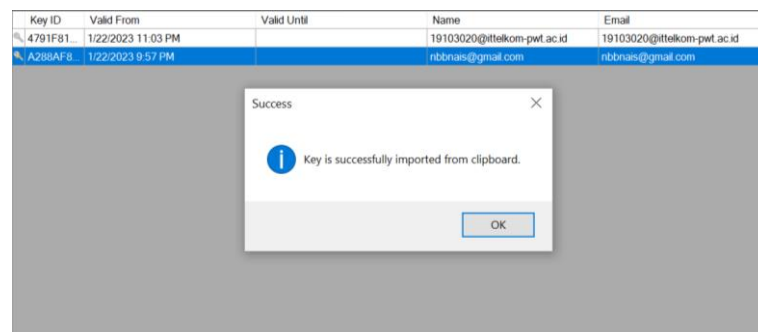 Key ID Valid From Valid Until Name Email
4791F81... 1/22/2023 11:03 PM 19103020@ittelkom-pwt.ac.id 19103020@ittelkom-pwt.ac.id
A288AF8... 1/22/2023 9:57 PM nbbnais@gmail.com nbbnais@gmail.com
Success
Key is successfully imported from clipboard.
OK